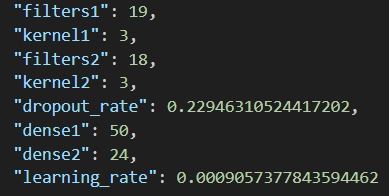 "filters1": 19,
"kernel1": 3,
"filters2": 18,
"kernel2": 3,
"dropout_rate": 0.22946310524417202,
"dense1": 50,
"dense2": 24,
"learning_rate": 0.0009057377843594462